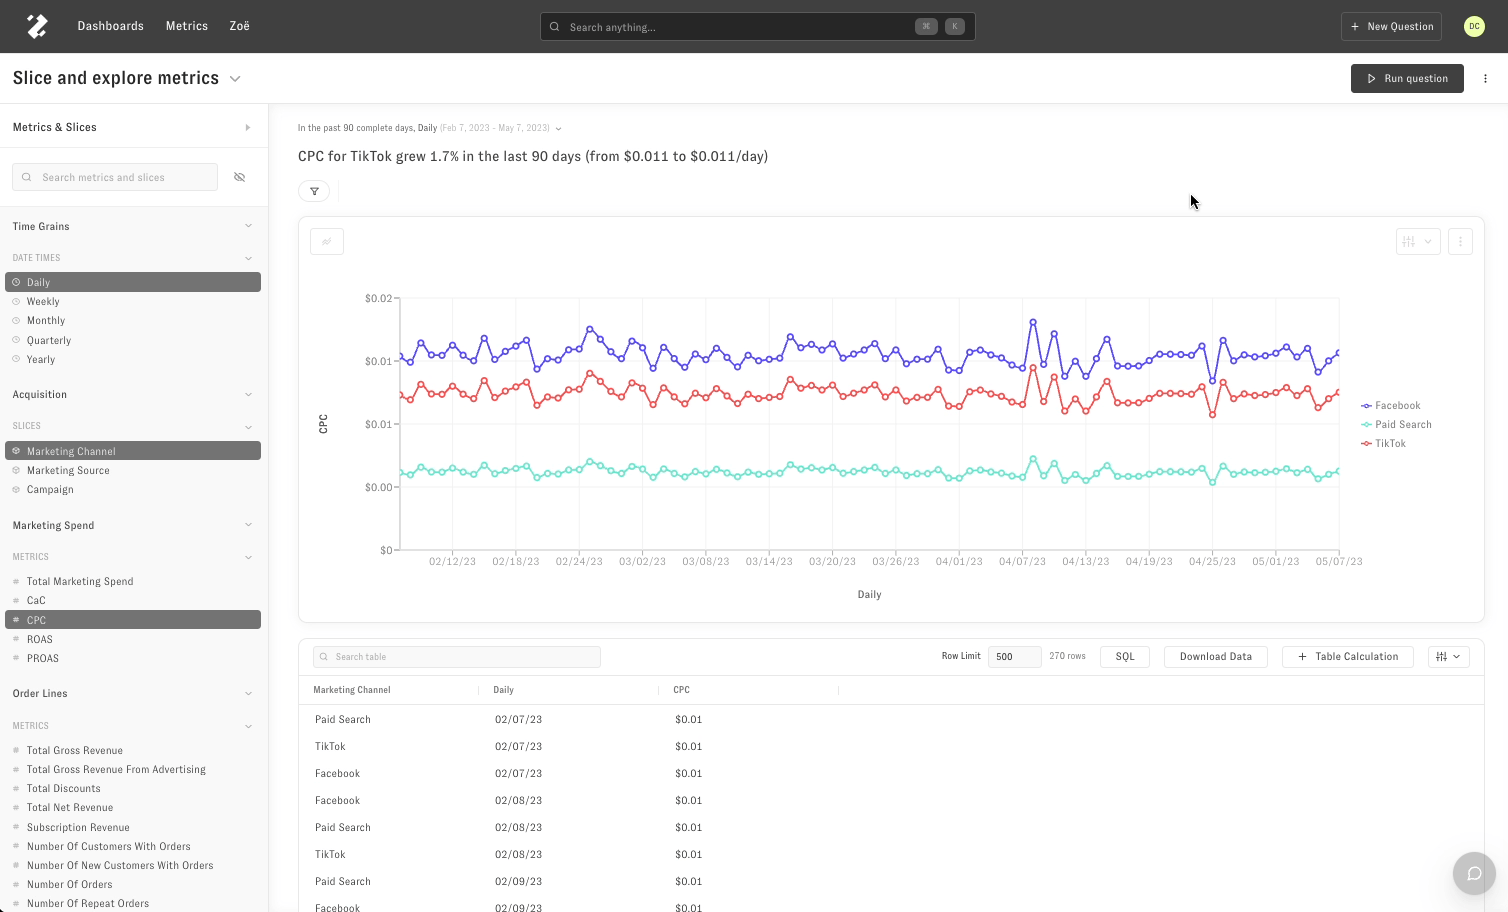 Dashboards Metrics Zoë Search anything... ⌘ K + New Question DC
Slice and explore metrics Run question
Metrics & Slices
Search metrics and slices
Time Grains
DATE TIMES
Daily
Weekly
Monthly
Quarterly
Yearly
Acquisition
SLICES
Marketing Channel
Marketing Source
Campaign
Marketing Spend
METRICS
# Total Marketing Spend
# CaC
# CPC
# ROAS
# PROAS
Order Lines
METRICS
# Total Gross Revenue
# Total Gross Revenue From Advertising
# Total Discounts
# Total Net Revenue
# Subscription Revenue
# Number Of Customers With Orders
# Number Of New Customers With Orders
# Number Of Orders
# Number Of Repeat Orders
In the past 90 complete days, Daily (Feb 7, 2023 - May 7, 2023)
CPC for TikTok grew 1.7% in the last 90 days (from $0.011 to $0.011/day)
CPC
$0.02
$0.01
$0.01
$0.00
$0
02/12/23 02/18/23 02/24/23 03/02/23 03/08/23 03/14/23 03/20/23 03/26/23 04/01/23 04/07/23 04/13/23 04/19/23 04/25/23 05/01/23 05/07/23
Daily
Facebook
Paid Search
TikTok
Search table Row Limit 500 270 rows SQL Download Data + Table Calculation
Marketing Channel Daily CPC
Paid Search 02/07/23 $0.01
TikTok 02/07/23 $0.01
Facebook 02/07/23 $0.01
Facebook 02/08/23 $0.01
Paid Search 02/08/23 $0.01
TikTok 02/08/23 $0.01
Paid Search 02/09/23 $0.01
Facebook 02/09/23 $0.01